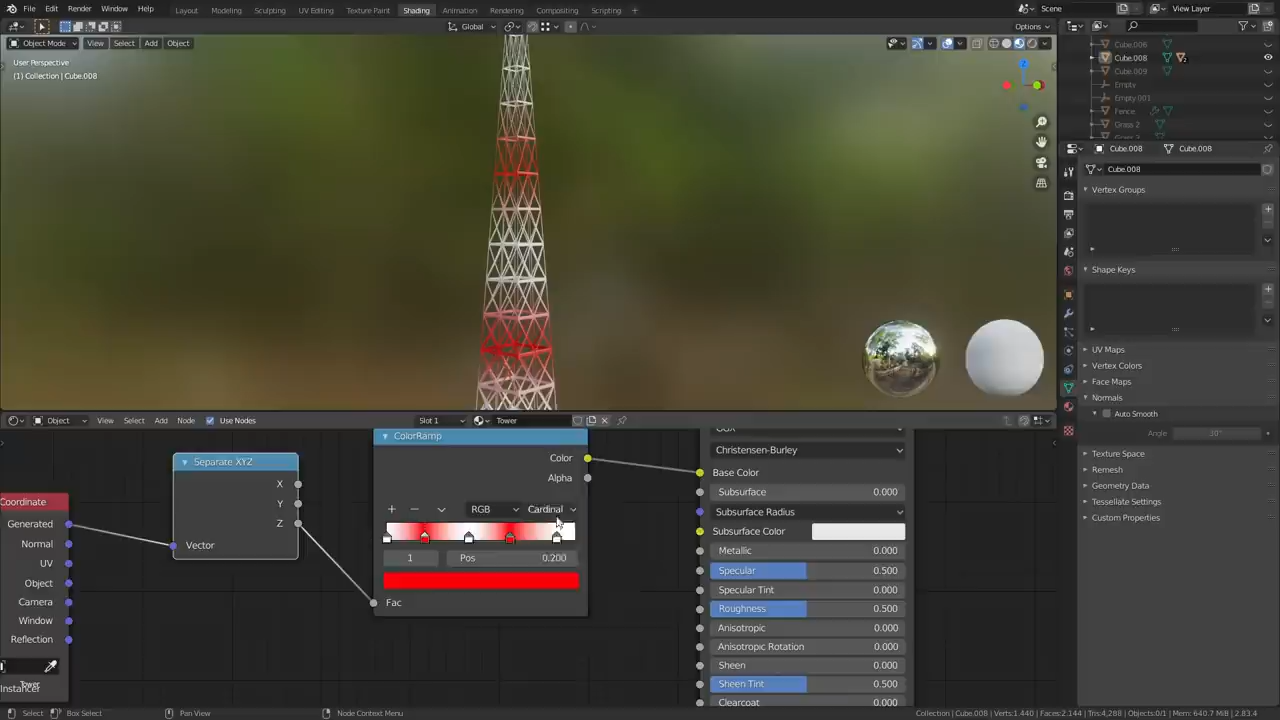 File Edit Render Window Help Layout Modeling Sculpting UV Editing Texture Paint Shading Animation Rendering Compositing Scripting + Scene View Layer
Global Options
Object Mode View Select Add Object
User Perspective
(1) Collection | Cube.008
Z
Cube.006
Cube.008
Cube.009
Empty
Empty.001
Fence
Grass 2
Cube.008 Cube.008
Cube.008
Vertex Groups
Shape Keys
UV Maps
Vertex Colors
Face Maps
Normals
Auto Smooth
Angle 30°
Texture Space
Remesh
Geometry Data
Tessellate Settings
Custom Properties
Object View Select Add Node Use Nodes Slot 1 Tower
Coordinate
Generated
Normal
UV
Object
Camera
Window
Reflection
Tower
Separate XYZ
X
Y
Z
Vector
ColorRamp
Color
Alpha
+ − RGB Cardinal
1 Pos 0.200
Fac
Christensen-Burley
Base Color
Subsurface 0.000
Subsurface Radius
Subsurface Color
Metallic 0.000
Specular 0.500
Specular Tint 0.000
Roughness 0.500
Anisotropic 0.000
Anisotropic Rotation 0.000
Sheen 0.000
Sheen Tint 0.500
Clearcoat 0.000
Select Box Select Pan View Node Context Menu Collection | Cube.008 | Verts:1,440 | Faces:2,144 | Tris:4,288 | Objects:0/1 | Mem: 640.7 MiB | 2.83.4